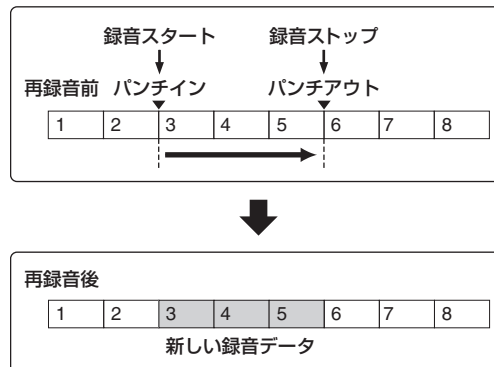 録音スタート 録音ストップ
再録音前 パンチイン パンチアウト
1 2 3 4 5 6 7 8
再録音後
1 2 3 4 5 6 7 8
新しい録音データ